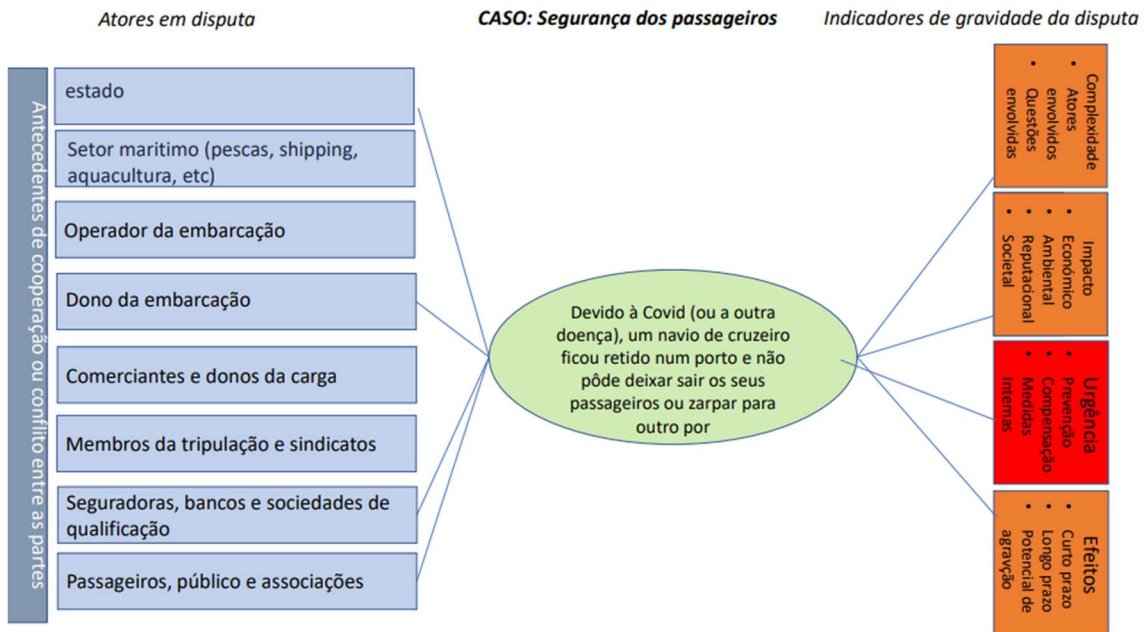 Atores em disputa
CASO: Segurança dos passageiros
Indicadores de gravidade da disputa
Antecedentes de cooperação ou conflito entre as partes
estado
Setor maritimo (pescas, shipping,
aquacultura, etc)
Operador da embarcação
Dono da embarcação
Comerciantes e donos da carga
Membros da tripulação e sindicatos
Seguradoras, bancos e sociedades de
qualificação
Passageiros, público e associações
Devido à Covid (ou a outra
doença), um navio de cruzeiro
ficou retido num porto e não
pôde deixar sair os seus
passageiros ou zarpar para
outro por
Complexidade
• Atores
envolvidos
• Questões
envolvidas
Impacto
• Económico
• Ambiental
• Reputacional
• Societal
Urgência
• Prevenção
• Compensação
• Medidas
internas
Efeitos
• Curto prazo
• Longo prazo
• Potencial de
agravção